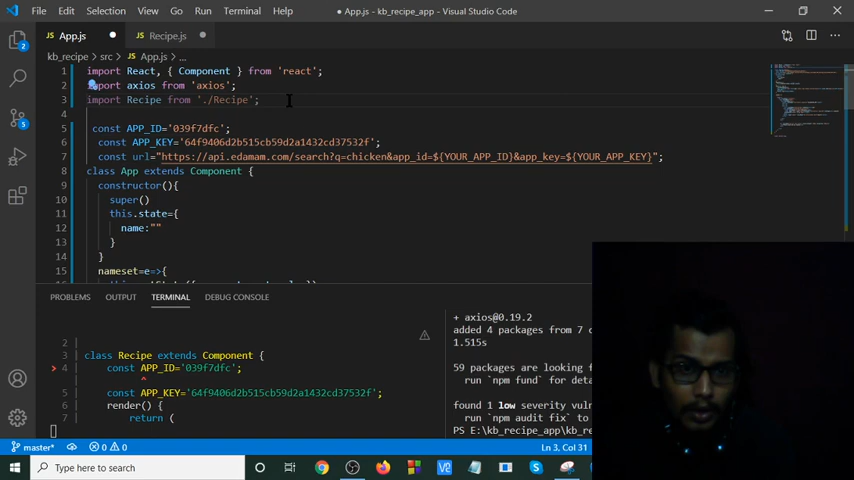 File Edit Selection View Go Run Terminal Help
● App.js - kb_recipe_app - Visual Studio Code
App.js Recipe.js
kb_recipe > src > App.js > ...
1 import React, { Component } from 'react';
2 import axios from 'axios';
3 import Recipe from './Recipe';
4
5 const APP_ID='039f7dfc';
6 const APP_KEY='64f9406d2b515cb59d2a1432cd37532f';
7 const url="https://api.edamam.com/search?q=chicken&app_id=${YOUR_APP_ID}&app_key=${YOUR_APP_KEY}";
8 class App extends Component {
9 constructor(){
10 super()
11 this.state={
12 name:""
13 }
14 }
15 nameset=e=>{
PROBLEMS OUTPUT TERMINAL DEBUG CONSOLE
2 |
3 | class Recipe extends Component {
> 4 | const APP_ID='039f7dfc';
| ^
5 | const APP_KEY='64f9406d2b515cb59d2a1432cd37532f';
6 | render() {
7 | return (
+ axios@0.19.2
added 4 packages from 7
1.515s
59 packages are looking
run `npm fund` for
found 1 low severity
run `npm audit fix` to
PS E:\kb_recipe_app\
master* 0 0
Ln 3, Col 31
Type here to search